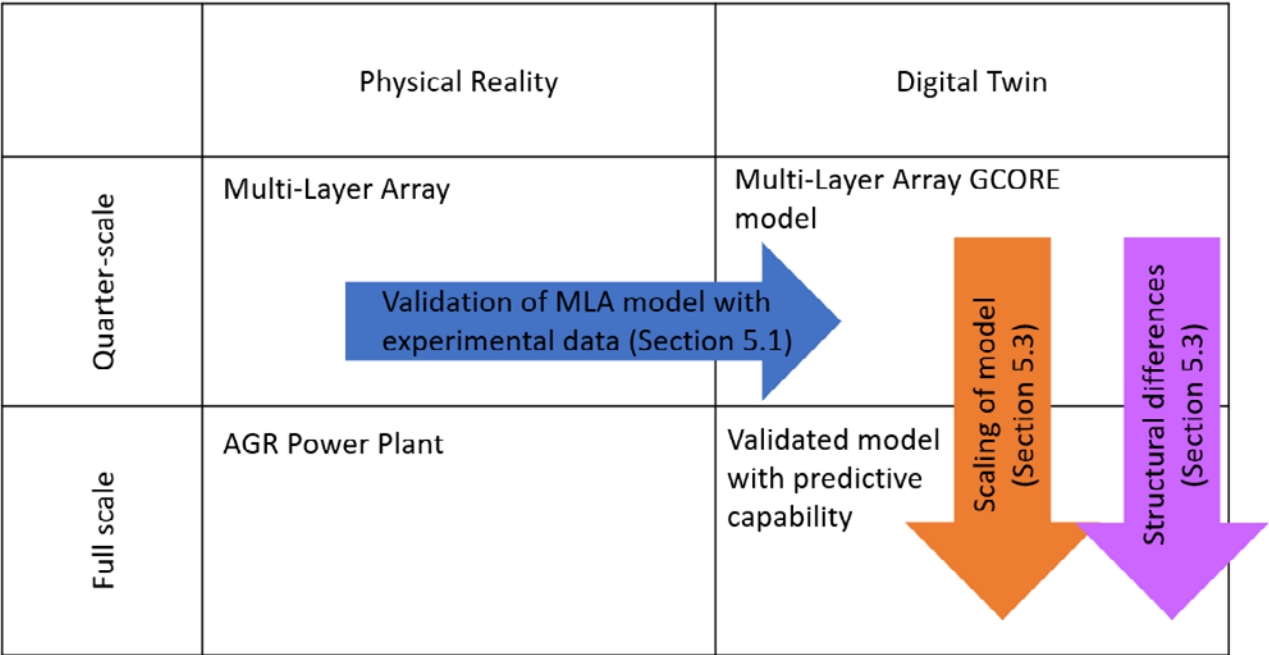 Physical Reality
Digital Twin
Quarter-scale
Multi-Layer Array
Multi-Layer Array GCORE
model
Validation of MLA model with
experimental data (Section 5.1)
Scaling of model
(Section 5.3)
Structural differences
(Section 5.3)
Full scale
AGR Power Plant
Validated model
with predictive
capability